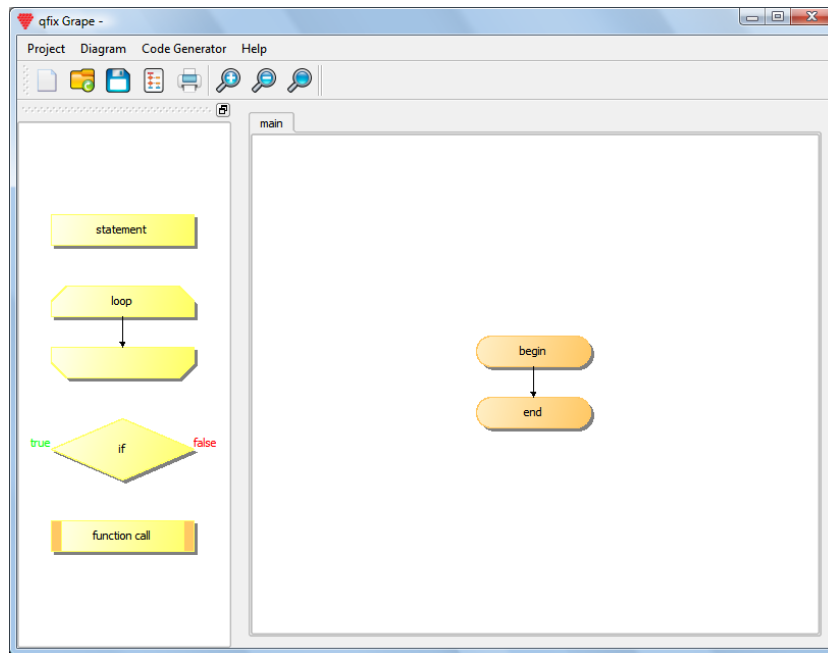 qfix Grape -
Project Diagram Code Generator Help
main
statement
loop
true if false
function call
begin
end